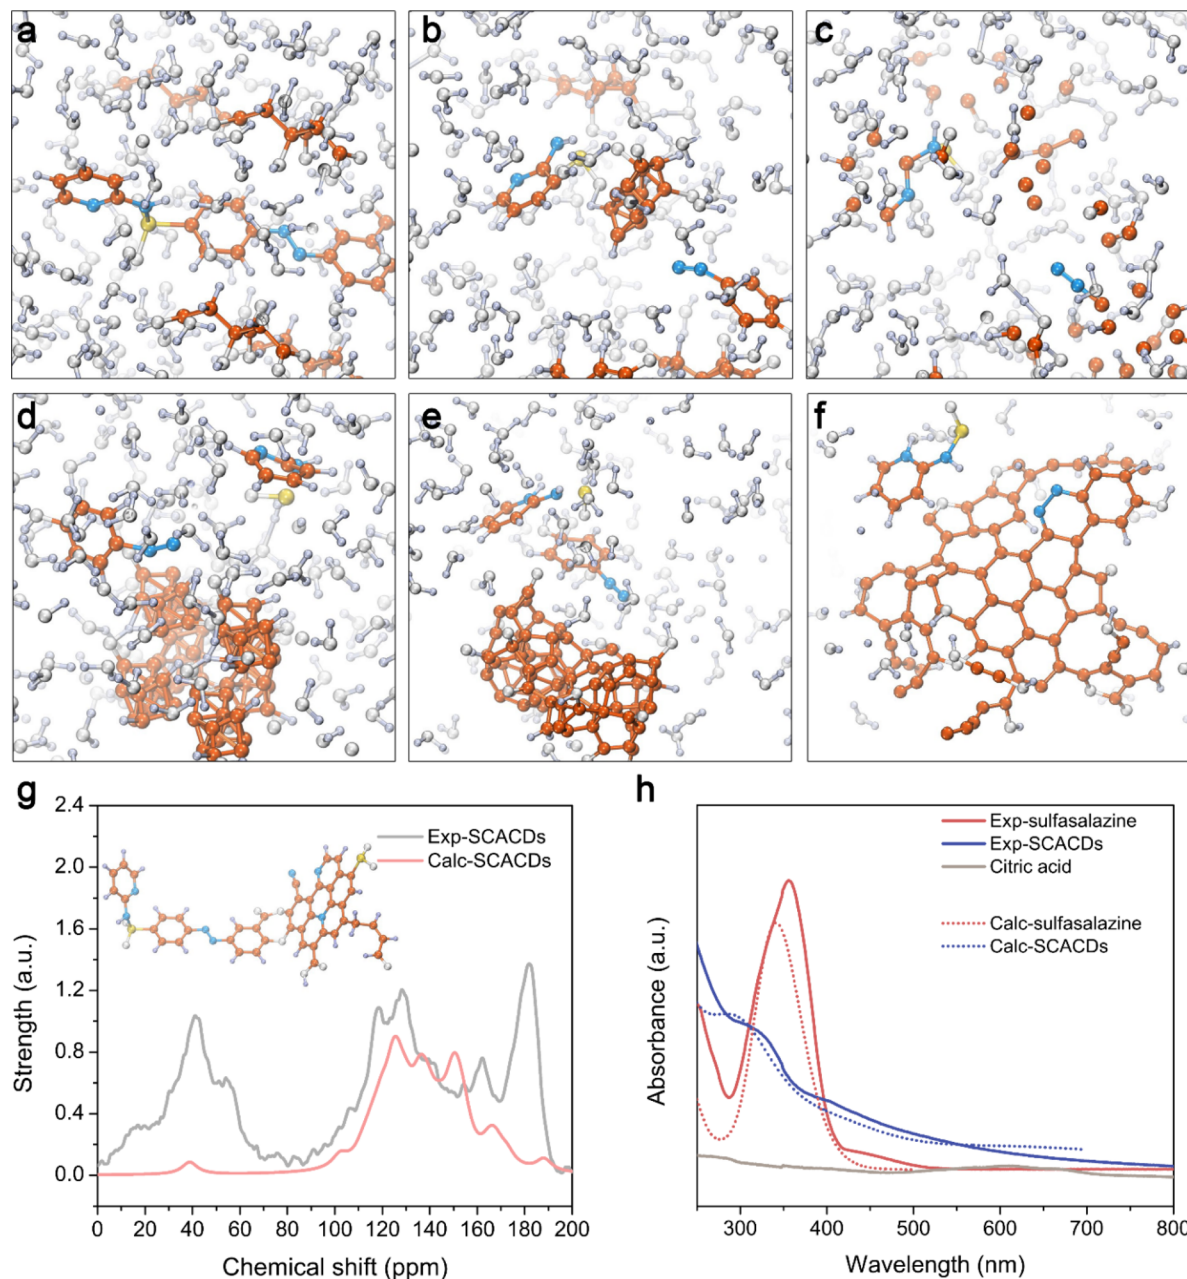 a
b
c
d
e
f
g
h
2.4
2.0
1.6
1.2
0.8
0.4
0.0
Strength (a.u.)
Exp-SCACDs
Calc-SCACDs
0 20 40 60 80 100 120 140 160 180 200
Chemical shift (ppm)
Absorbance (a.u.)
Exp-sulfasalazine
Exp-SCACDs
Citric acid
Calc-sulfasalazine
Calc-SCACDs
300 400 500 600 700 800
Wavelength (nm)